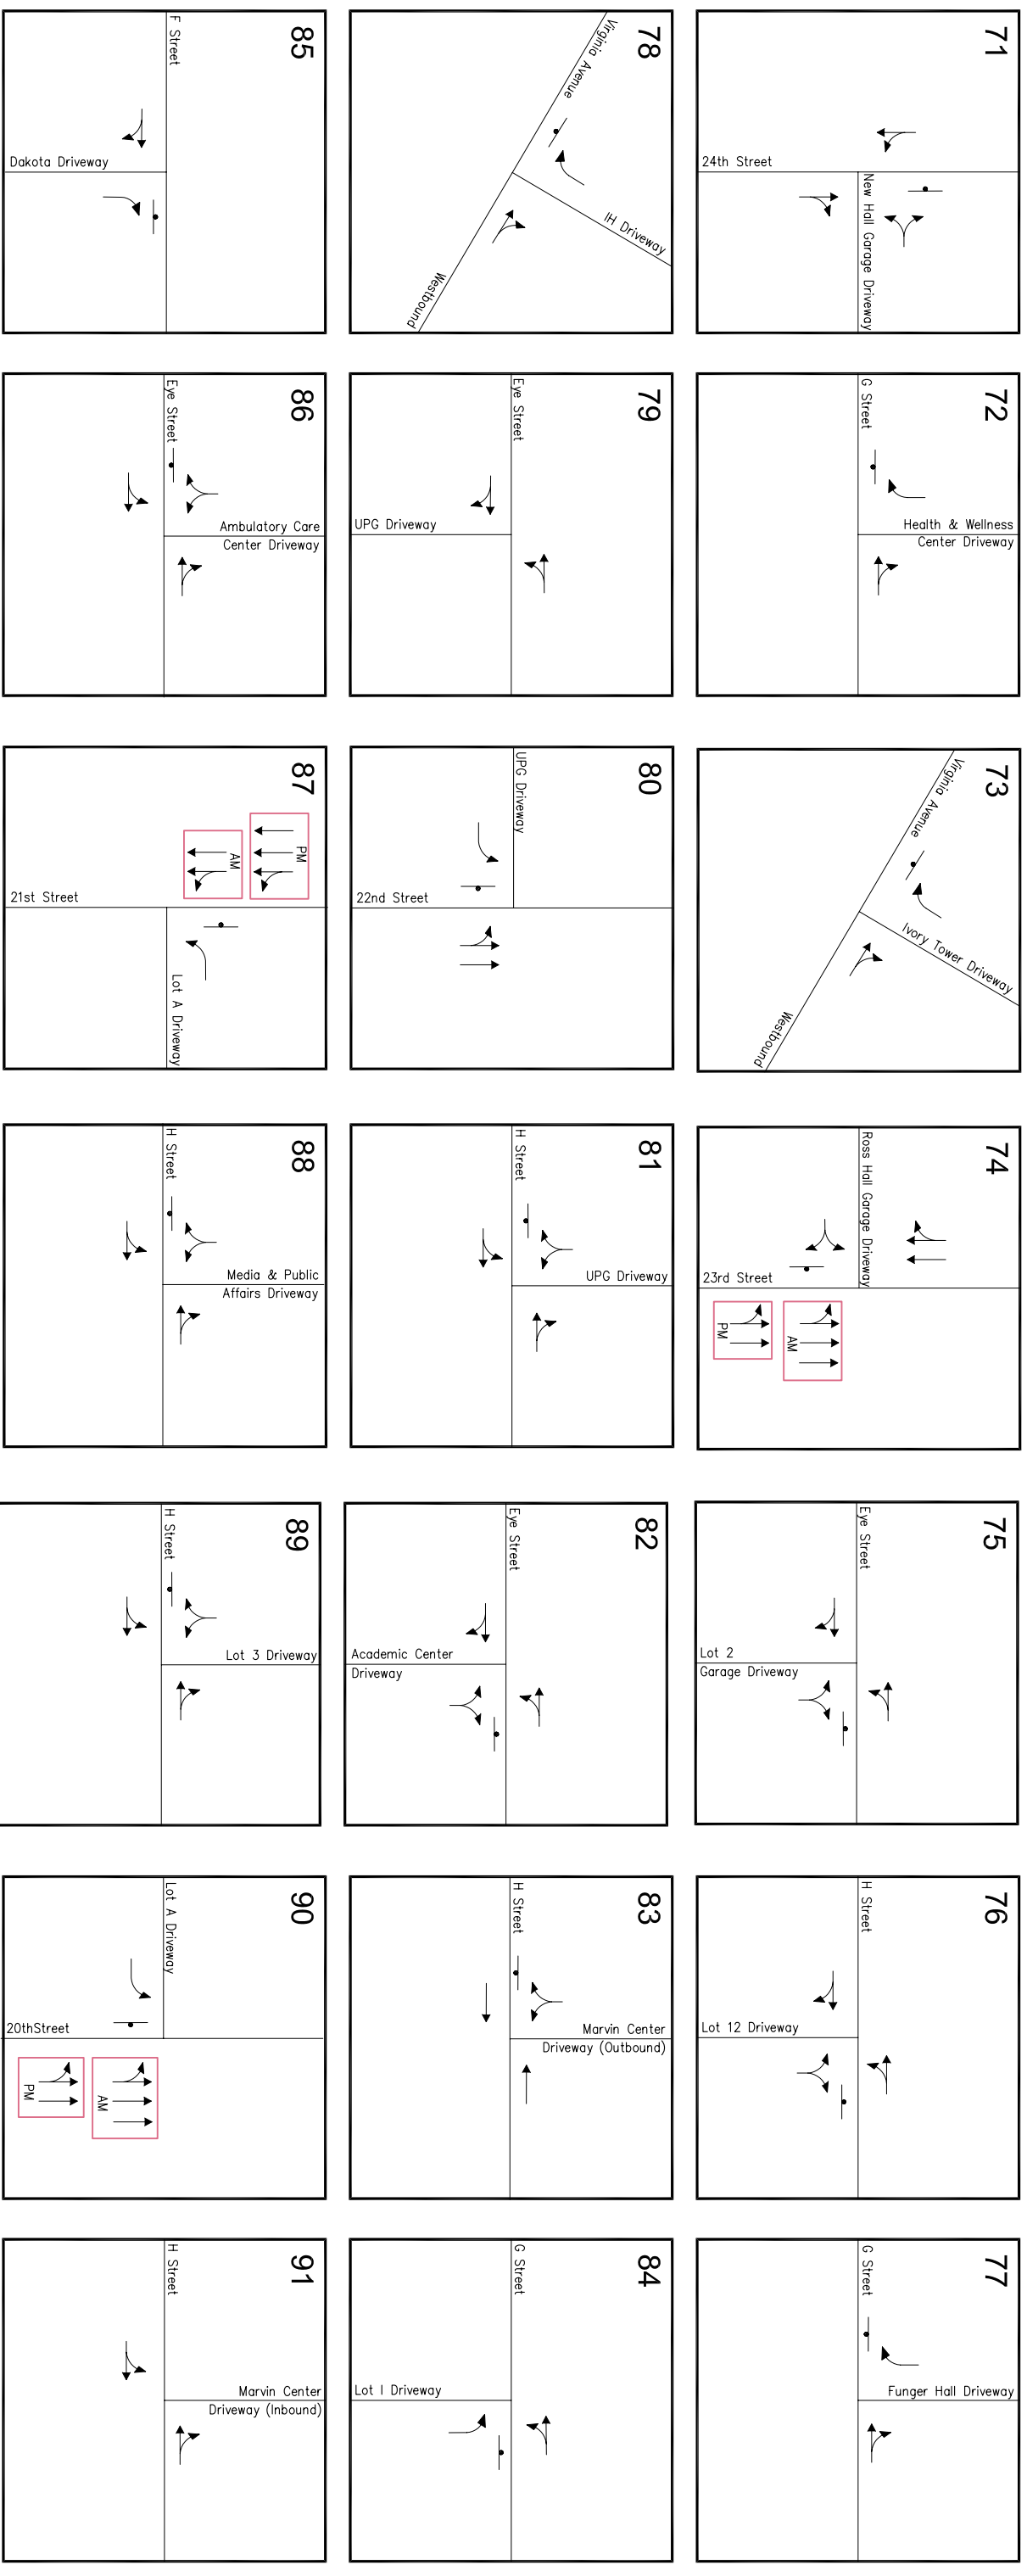 71
24th Street
New Hall Garage Driveway
72
G Street
Health & Wellness
Center Driveway
73
Virginia Avenue
Westbound
Ivory Tower Driveway
74
Ross Hall Garage Driveway
23rd Street
AM
PM
75
Eye Street
Lot 2
Garage Driveway
76
H Street
Lot 12 Driveway
77
G Street
Funger Hall Driveway
78
Virginia Avenue
Westbound
IH Driveway
79
Eye Street
UPG Driveway
80
UPG Driveway
22nd Street
81
H Street
UPG Driveway
82
Eye Street
Academic Center
Driveway
83
H Street
Marvin Center
Driveway (Outbound)
84
G Street
Lot I Driveway
85
F Street
Dakota Driveway
86
Eye Street
Ambulatory Care
Center Driveway
87
PM
AM
21st Street
Lot A Driveway
88
H Street
Media & Public
Affairs Driveway
89
H Street
Lot 3 Driveway
90
Lot A Driveway
20thStreet
AM
PM
91
H Street
Marvin Center
Driveway (Inbound)